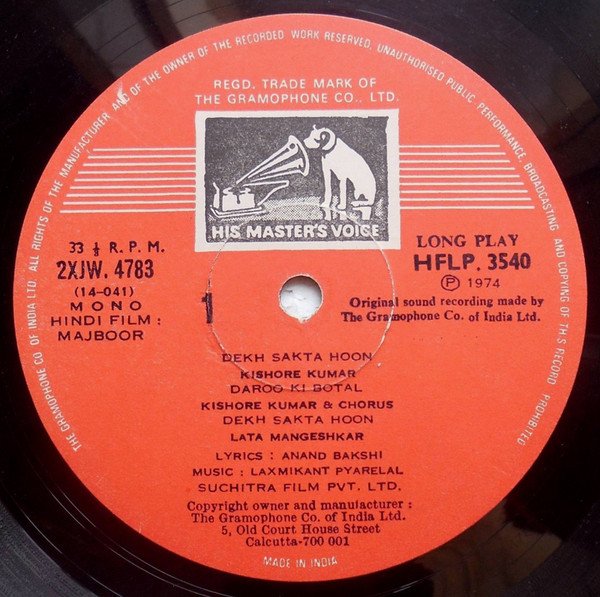 THE GRAMOPHONE CO. OF INDIA LTD. ALL RIGHTS OF THE MANUFACTURER AND OF THE OWNER OF THE RECORDED WORK RESERVED, UNAUTHORISED PUBLIC PERFORMANCE, BROADCASTING AND COPYING OF THIS RECORD PROHIBITED
REGD. TRADE MARK OF
THE GRAMOPHONE CO., LTD.
HIS MASTER'S VOICE
33 1/3 R. P. M.
2XJW. 4783
(14-041)
MONO
HINDI FILM :
MAJBOOR
1
LONG PLAY
HFLP. 3540
Ⓟ 1974
Original sound recording made by
The Gramophone Co. of India Ltd.
DEKH SAKTA HOON
KISHORE KUMAR
DAROO KI BOTAL
KISHORE KUMAR & CHORUS
DEKH SAKTA HOON
LATA MANGESHKAR
LYRICS : ANAND BAKSHI
MUSIC : LAXMIKANT PYARELAL
SUCHITRA FILM PVT. LTD.
Copyright owner and manufacturer :
The Gramophone Co. of India Ltd.
5, Old Court House Street
Calcutta-700 001
MADE IN INDIA